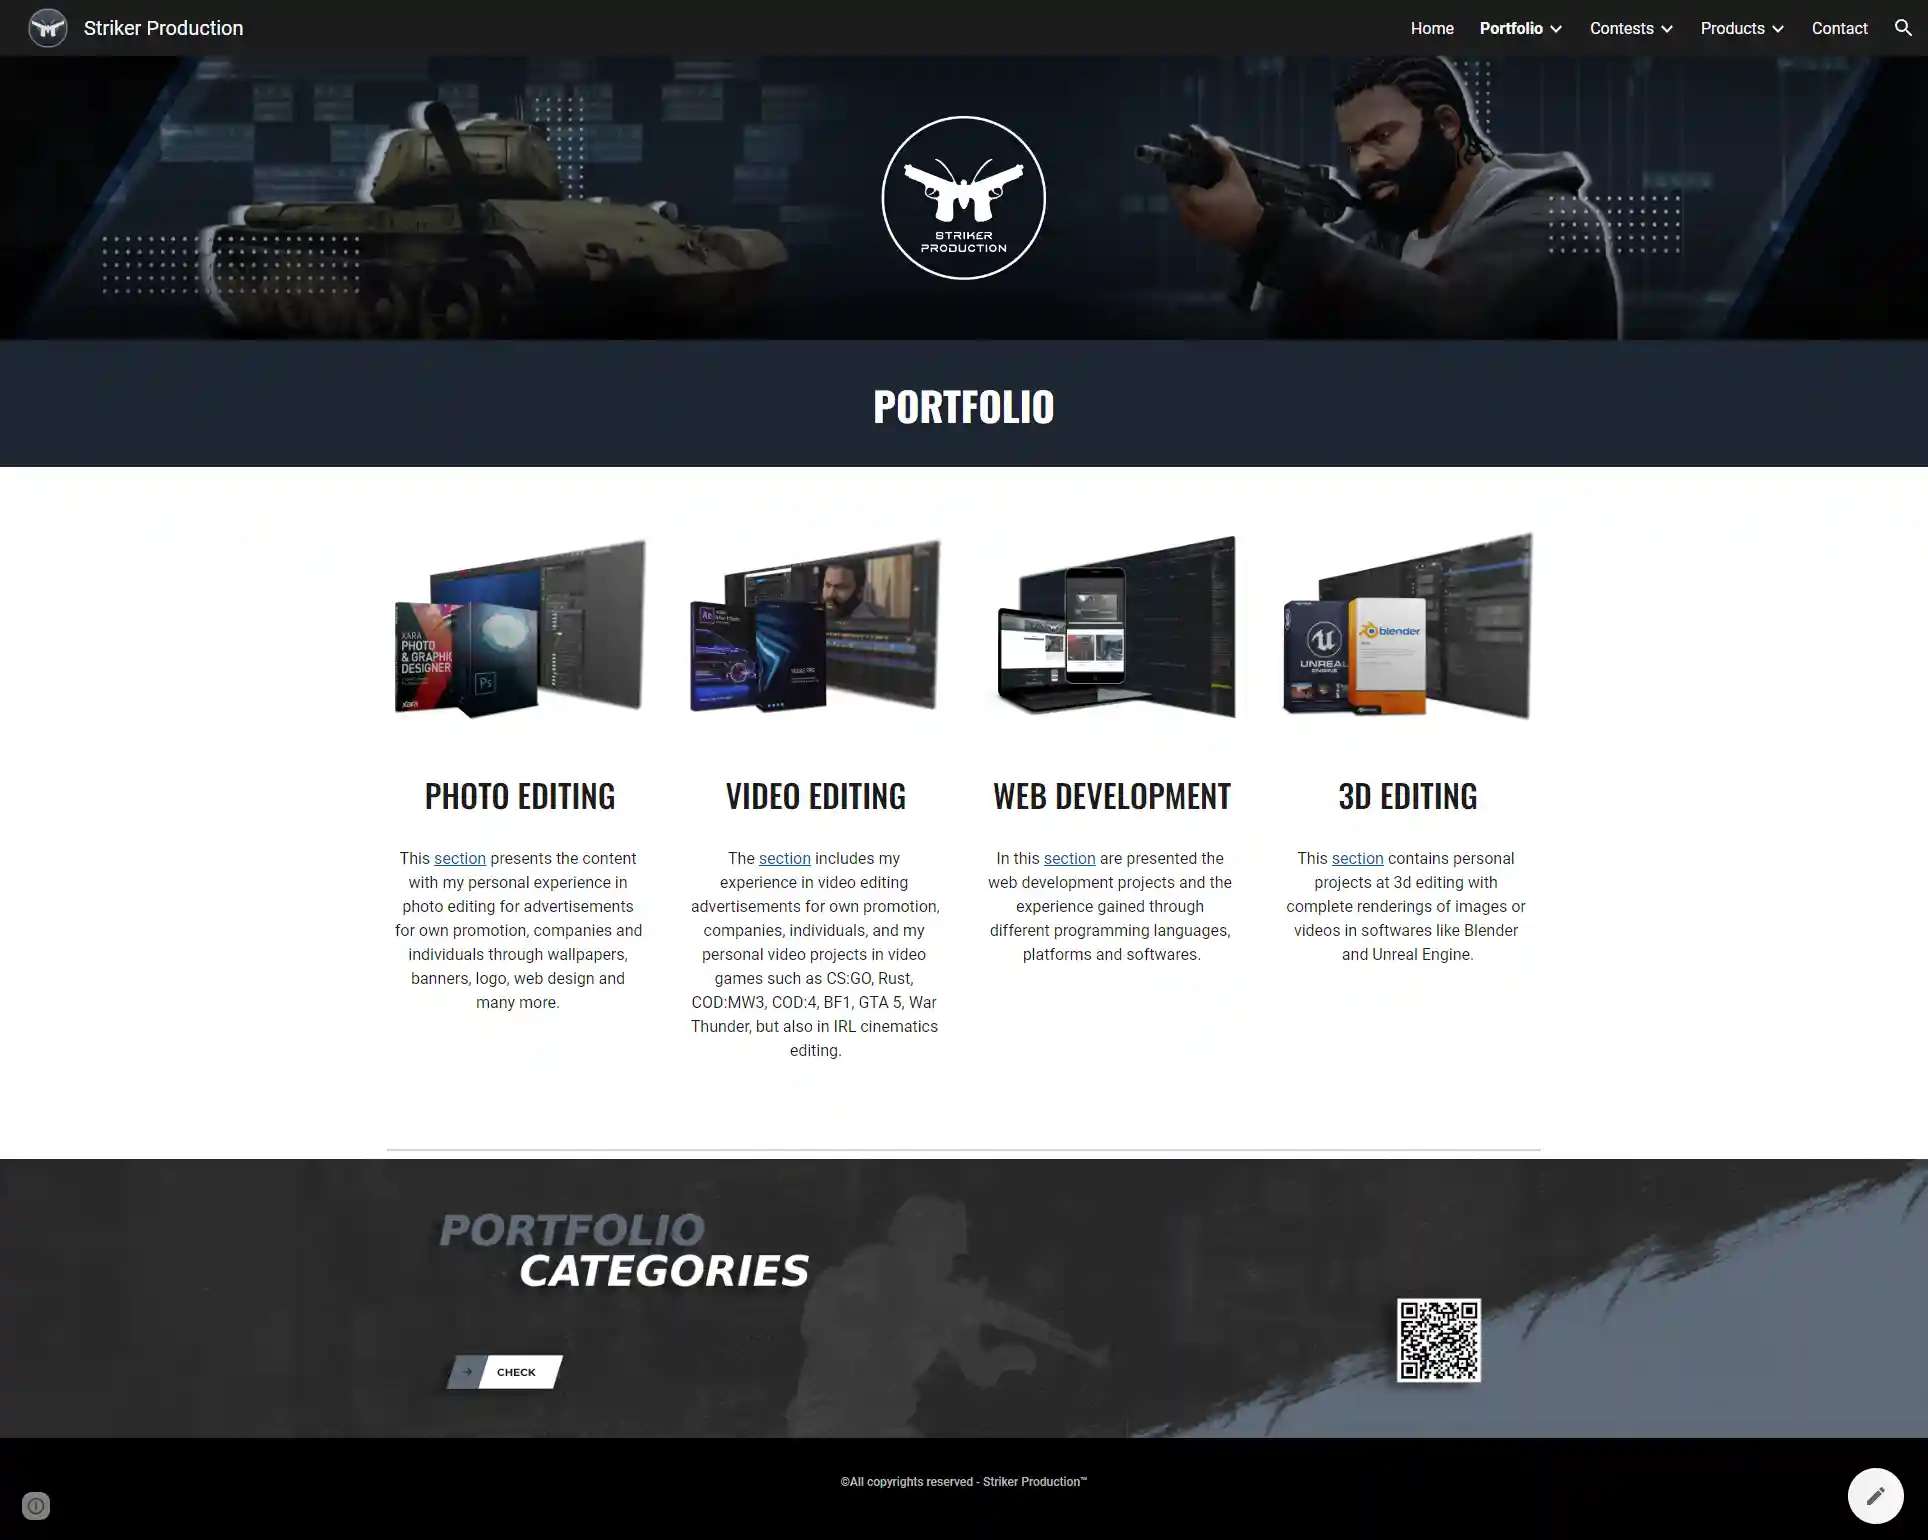 Striker Production
Home
Portfolio
Contests
Products
Contact
STRIKER
PRODUCTION
PORTFOLIO
XARA
PHOTO
& GRAPHIC
DESIGNER
xara
Ps
Ae
UNREAL
ENGINE
blender
PHOTO EDITING
This section presents the content
with my personal experience in
photo editing for advertisements
for own promotion, companies and
individuals through wallpapers,
banners, logo, web design and
many more.
VIDEO EDITING
The section includes my
experience in video editing
advertisements for own promotion,
companies, individuals, and my
personal video projects in video
games such as CS:GO, Rust,
COD:MW3, COD:4, BF1, GTA 5, War
Thunder, but also in IRL cinematics
editing.
WEB DEVELOPMENT
In this section are presented the
web development projects and the
experience gained through
different programming languages,
platforms and softwares.
3D EDITING
This section contains personal
projects at 3d editing with
complete renderings of images or
videos in softwares like Blender
and Unreal Engine.
PORTFOLIO
CATEGORIES
CHECK
©All copyrights reserved - Striker Production™